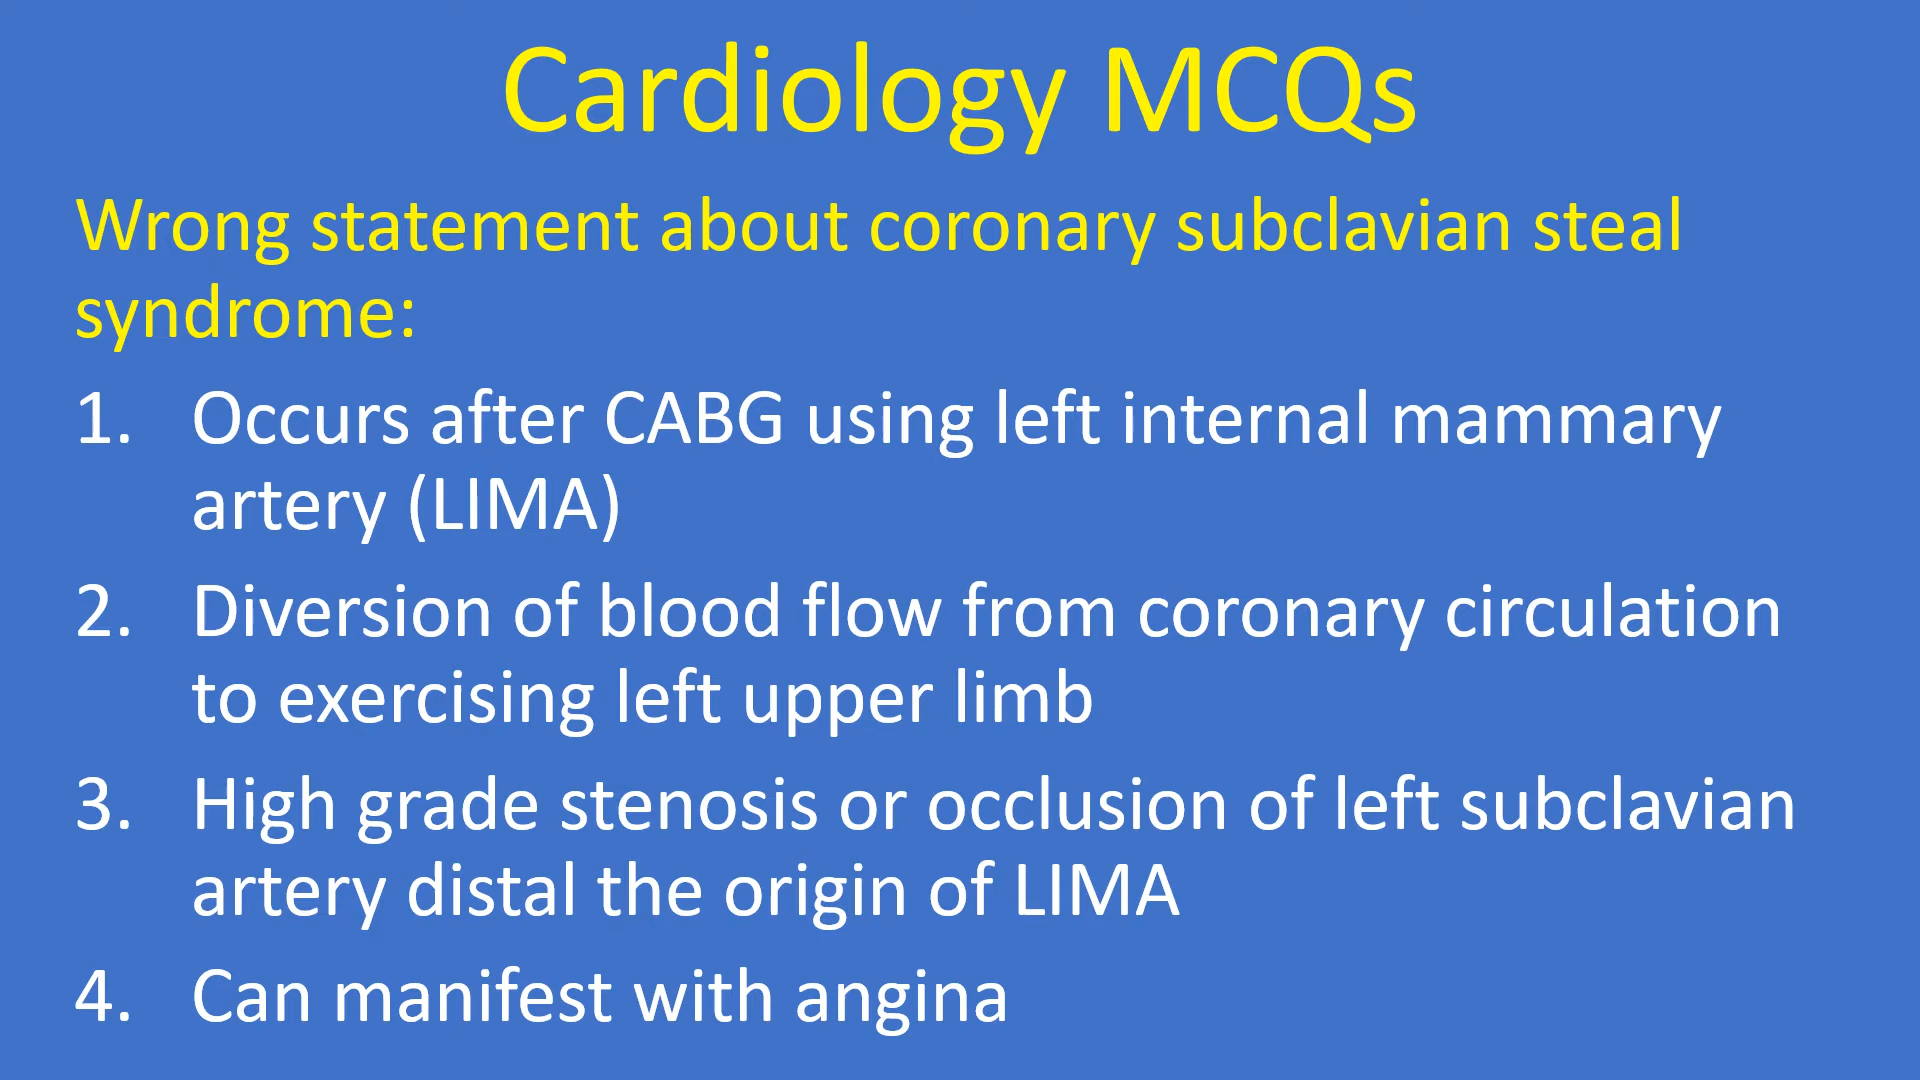 Cardiology MCQs
Wrong statement about coronary subclavian steal
syndrome:
1. Occurs after CABG using left internal mammary
artery (LIMA)
2. Diversion of blood flow from coronary circulation
to exercising left upper limb
3. High grade stenosis or occlusion of left subclavian
artery distal the origin of LIMA
4. Can manifest with angina